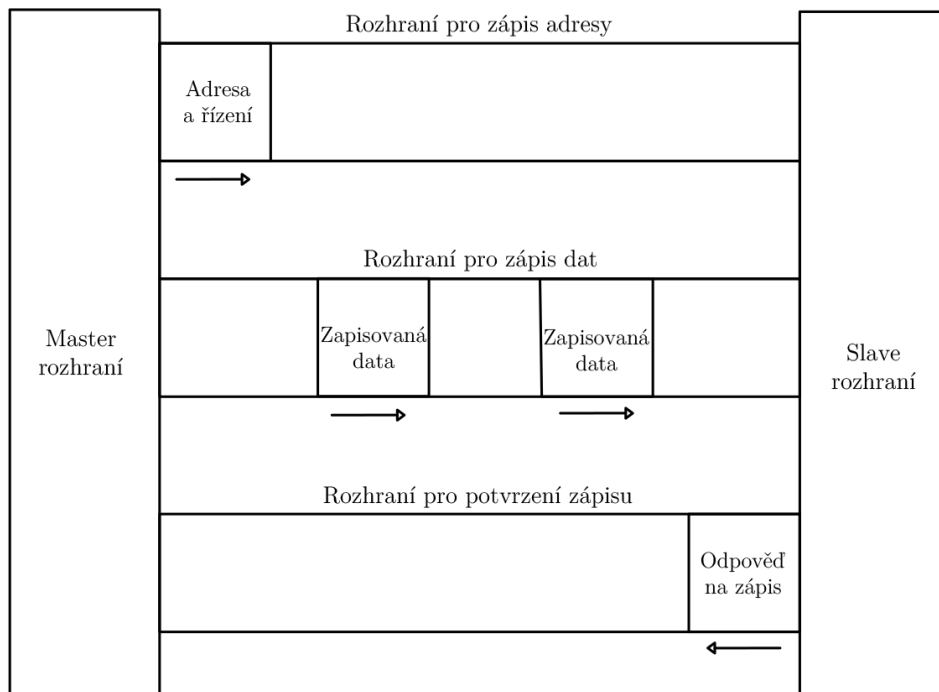 Rozhraní pro zápis adresy
Adresa
a řízení
Rozhraní pro zápis dat
Master
rozhraní
Zapisovaná
data
Zapisovaná
data
Slave
rozhraní
Rozhraní pro potvrzení zápisu
Odpověď
na zápis